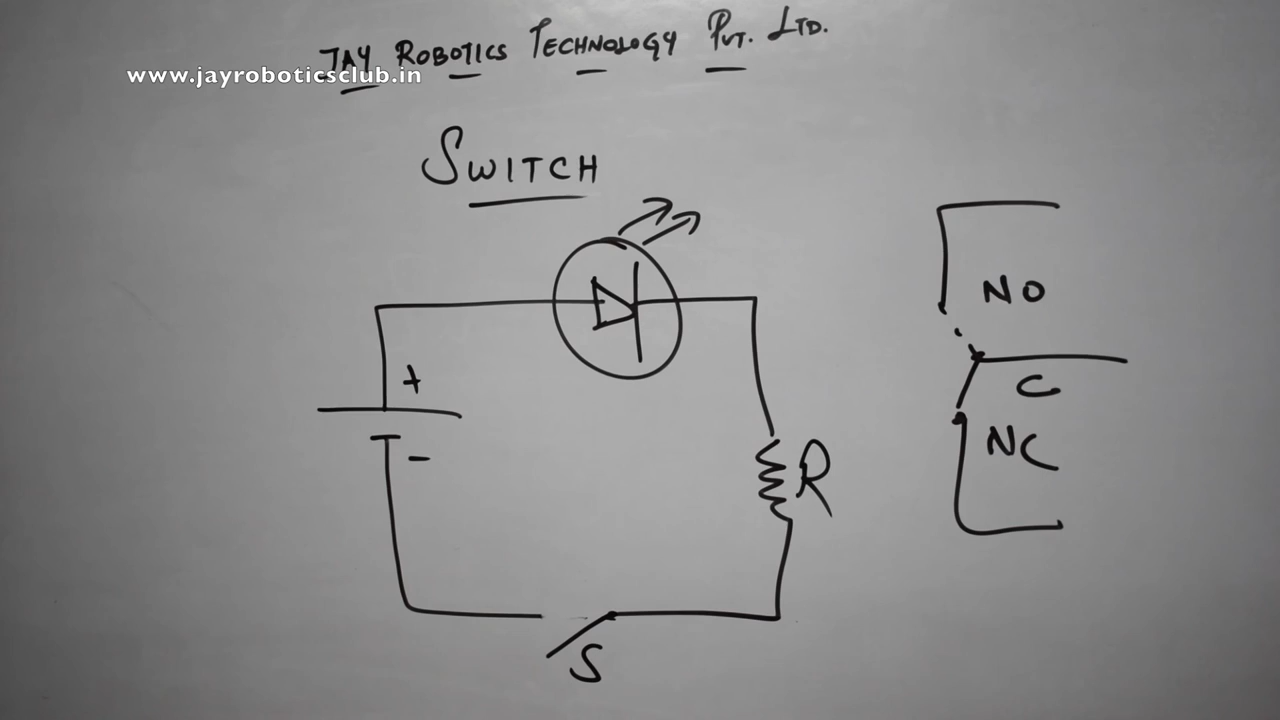 JAY ROBOTICS TECHNOLOGY PVT. LTD.
www.jayroboticsclub.in
SWITCH
NO
+
C
-
R
NC
S